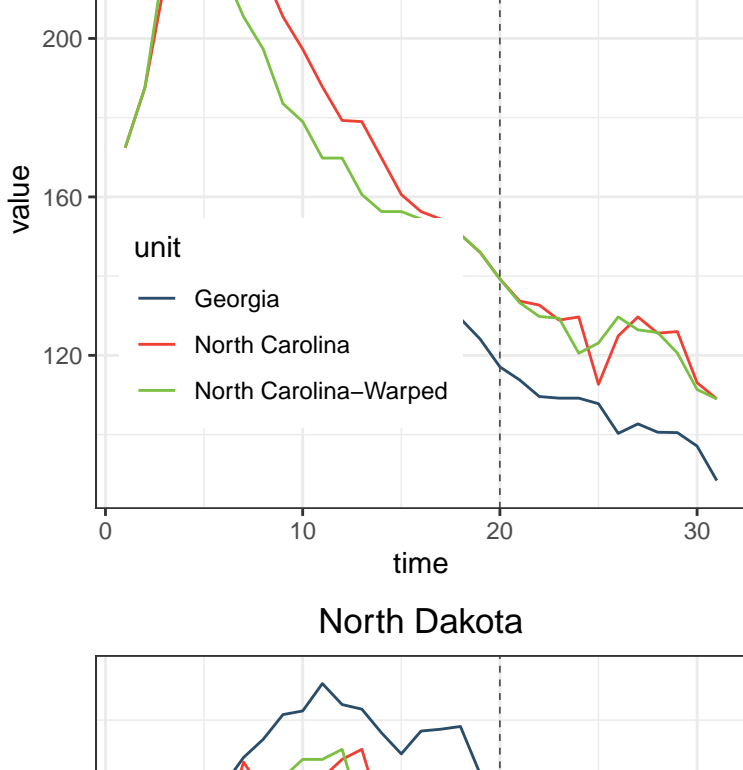 200
160
120
value
unit
Georgia
North Carolina
North Carolina−Warped
0 10 20 30
time
North Dakota